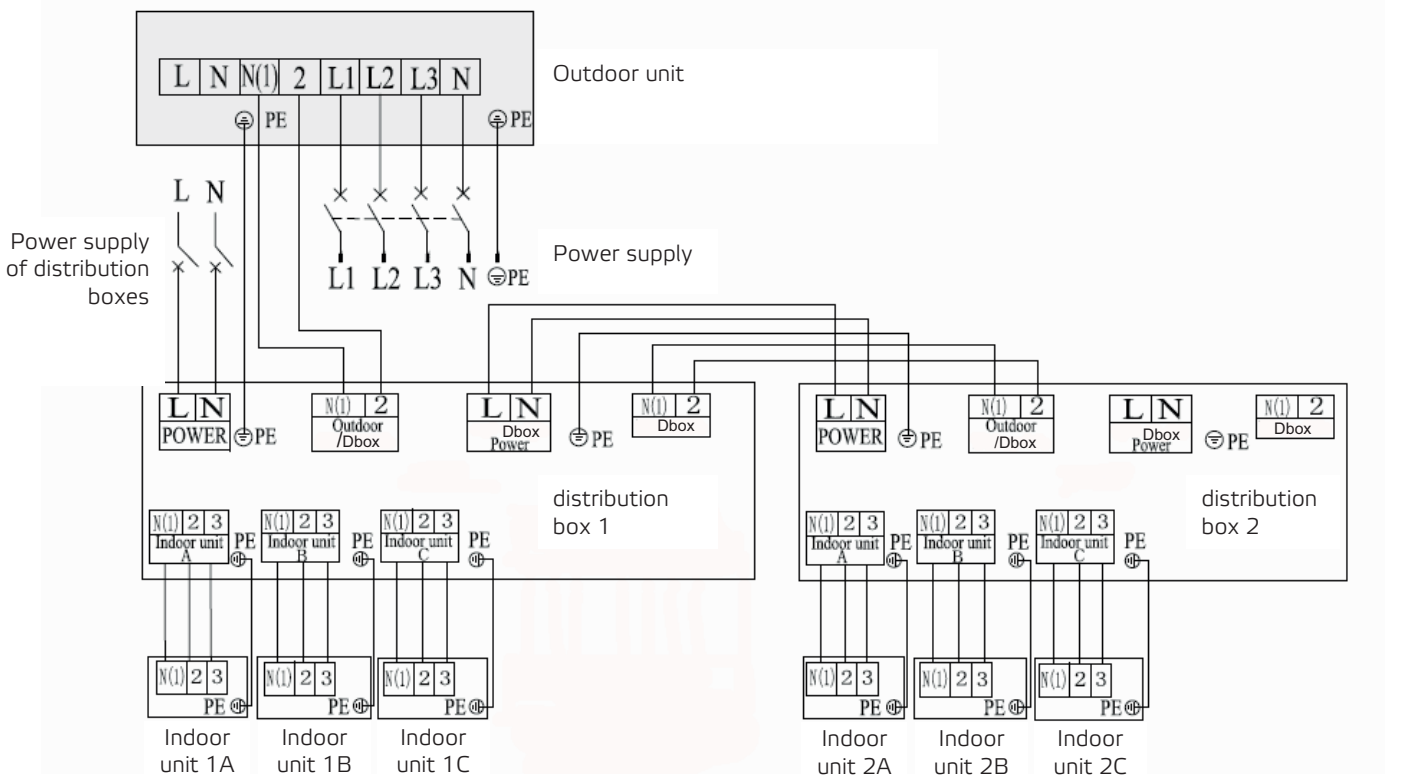 L N N(1) 2 L1 L2 L3 N
Outdoor unit
PE PE
L N
Power supply
of distribution
boxes
Power supply
L1 L2 L3 N PE
L N
POWER
PE
N(1) 2
Outdoor
/Dbox
L N
Dbox
Power
PE
N(1) 2
Dbox
L N
POWER
PE
N(1) 2
Outdoor
/Dbox
L N
Dbox
Power
PE
N(1) 2
Dbox
distribution
box 1
distribution
box 2
N(1) 2 3
Indoor unit
A
PE
N(1) 2 3
Indoor unit
B
PE
N(1) 2 3
Indoor unit
C
PE
N(1) 2 3
Indoor unit
A
PE
N(1) 2 3
Indoor unit
B
PE
N(1) 2 3
Indoor unit
C
PE
N(1) 2 3
PE
N(1) 2 3
PE
N(1) 2 3
PE
N(1) 2 3
PE
N(1) 2 3
PE
N(1) 2 3
PE
Indoor
unit 1A
Indoor
unit 1B
Indoor
unit 1C
Indoor
unit 2A
Indoor
unit 2B
Indoor
unit 2C